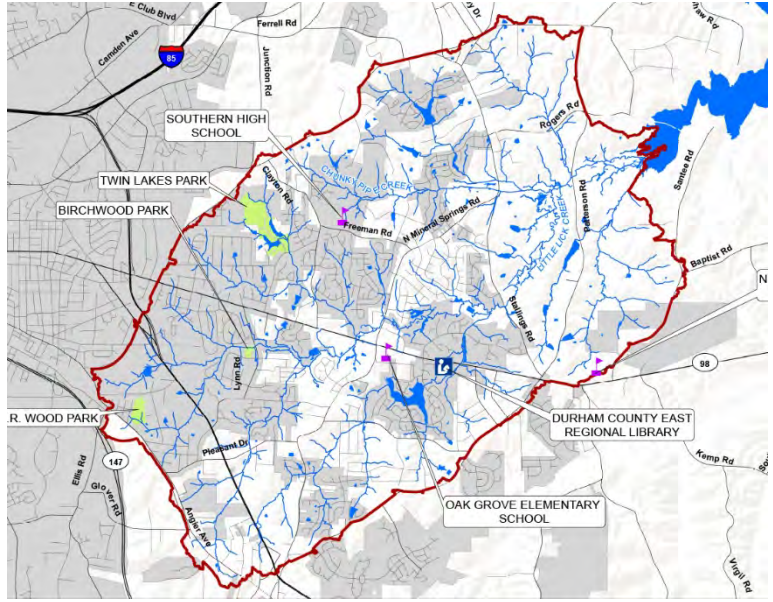 E Club Blvd
Ferrell Rd
Camden Ave
85
Junction Rd
SOUTHERN HIGH
SCHOOL
Rogers Rd
Santee Rd
TWIN LAKES PARK
Clayton Rd
CHUNKY PIPE CREEK
BIRCHWOOD PARK
Freeman Rd
N Mineral Springs Rd
Patterson Rd
LITTLE LICK CREEK
Baptist Rd
N
Stallings Rd
Lynn Rd
98
.R. WOOD PARK
DURHAM COUNTY EAST
REGIONAL LIBRARY
Pleasant Dr
147
Ellis Rd
Glover Rd
Kemp Rd
OAK GROVE ELEMENTARY
SCHOOL
Angier Ave
Virgil Rd